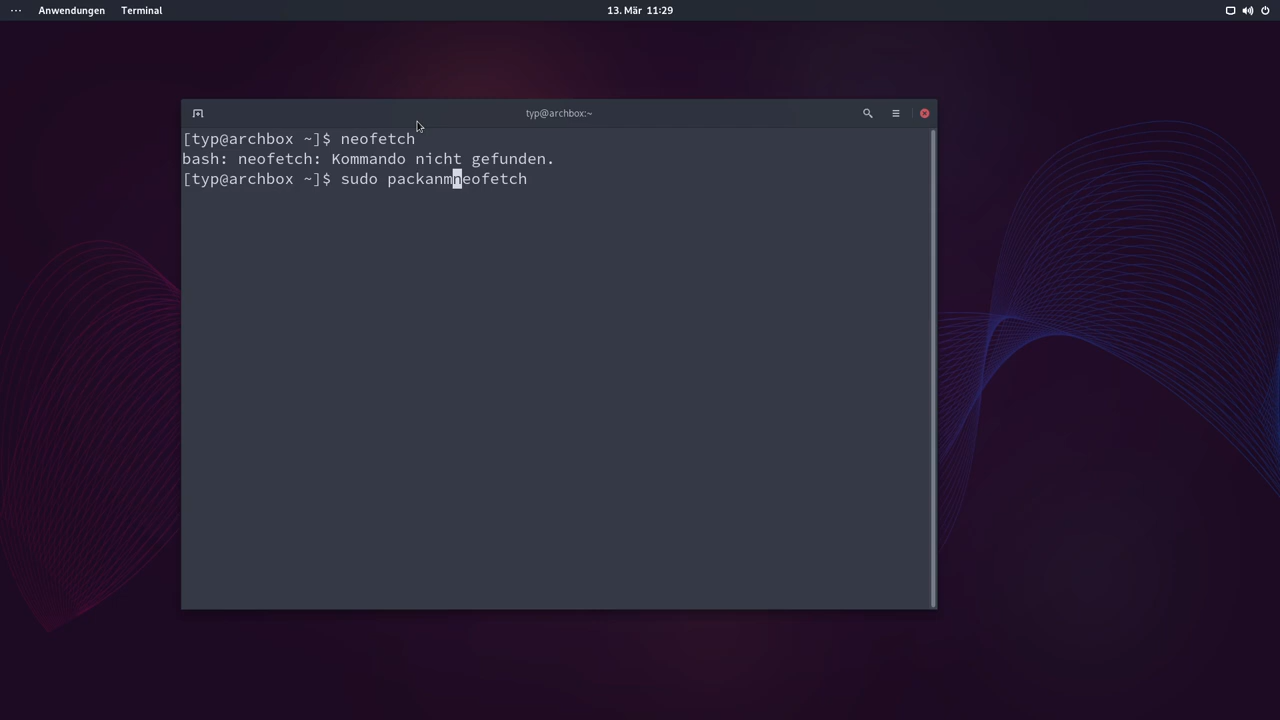 Anwendungen Terminal 13. Mär 11:29
typ@archbox:~
[typ@archbox ~]$ neofetch
bash: neofetch: Kommando nicht gefunden.
[typ@archbox ~]$ sudo packanmneofetch